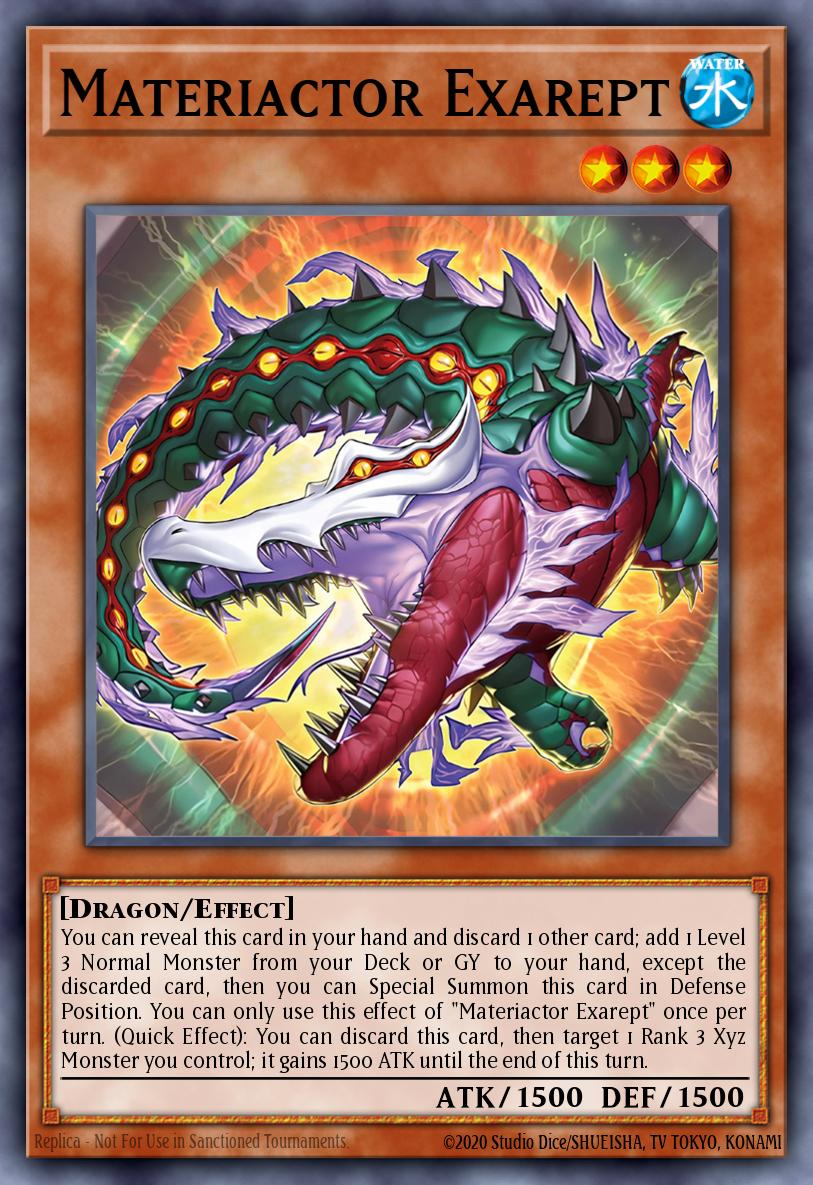 Materiactor Exarept
WATER
水
[Dragon/Effect]
You can reveal this card in your hand and discard 1 other card; add 1 Level
3 Normal Monster from your Deck or GY to your hand, except the
discarded card, then you can Special Summon this card in Defense
Position. You can only use this effect of "Materiactor Exarept" once per
turn. (Quick Effect): You can discard this card, then target 1 Rank 3 Xyz
Monster you control; it gains 1500 ATK until the end of this turn.
ATK/1500 DEF/1500
Replica - Not For Use in Sanctioned Tournaments.
©2020 Studio Dice/SHUEISHA, TV TOKYO, KONAMI